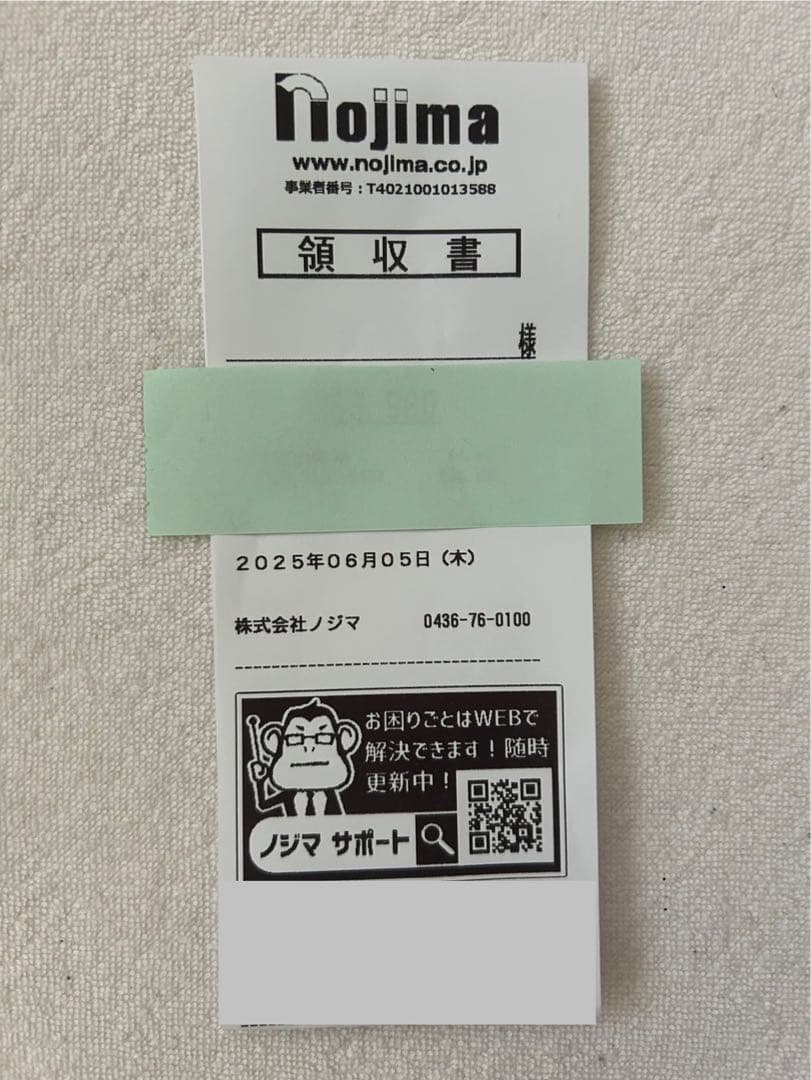 nojima
www.nojima.co.jp
事業者番号：T4021001013588
領収書
様
2025年06月05日（木）
株式会社ノジマ 0436-76-0100
お困りごとはWEBで
解決できます！随時
更新中！
ノジマ サポート